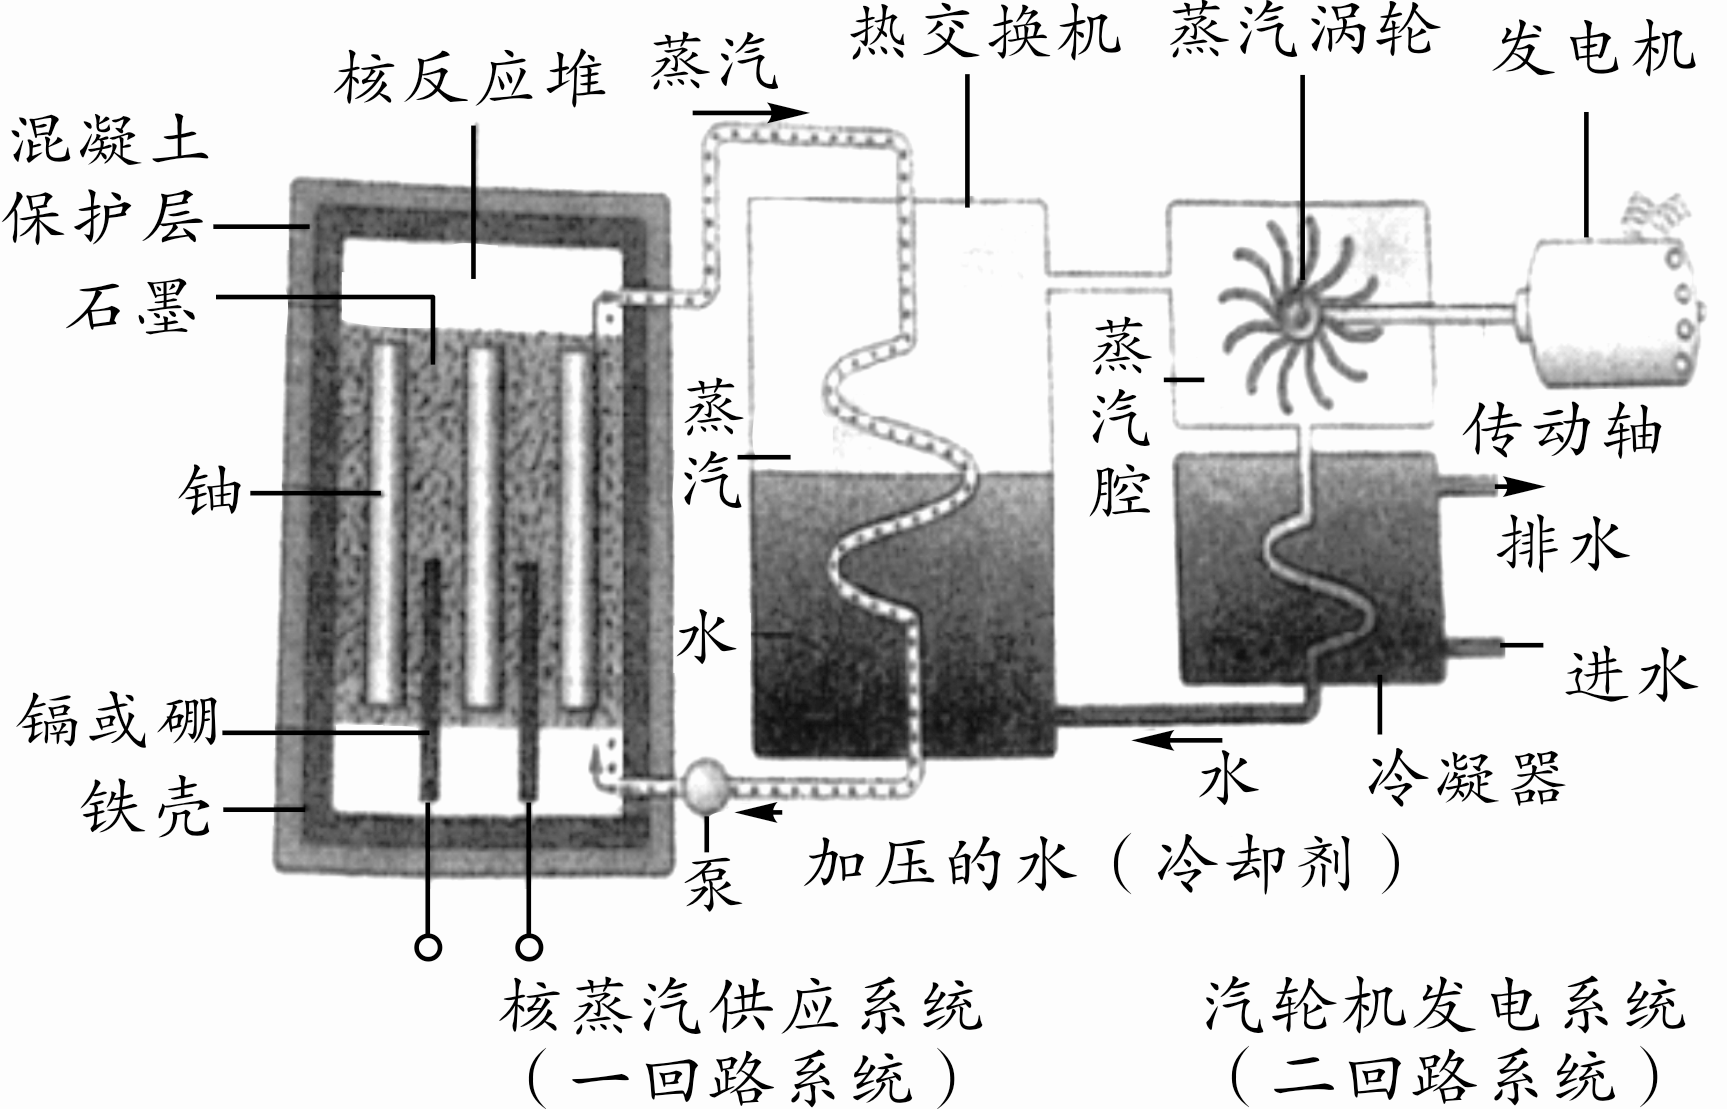 核反应堆
蒸汽
热交换机
蒸汽涡轮
发电机
混凝土
保护层
石墨
铀
镉或硼
铁壳
蒸
汽
水
泵
加压的水（冷却剂）
蒸
汽
腔
传动轴
排水
进水
水
冷凝器
核蒸汽供应系统
（一回路系统）
汽轮机发电系统
（二回路系统）